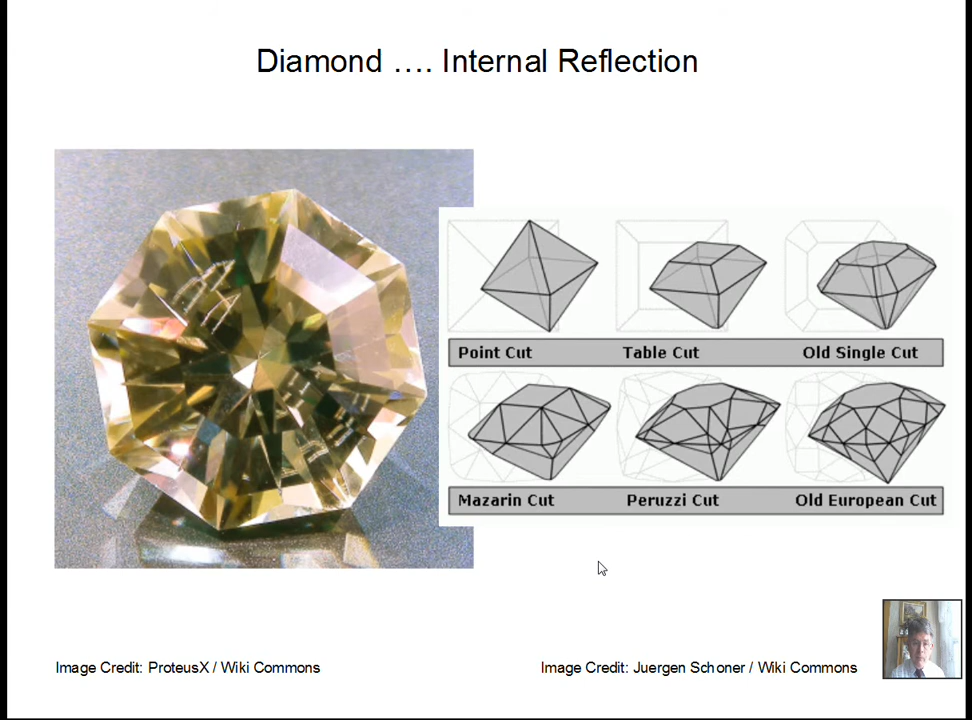 Diamond .... Internal Reflection
Point Cut
Table Cut
Old Single Cut
Mazarin Cut
Peruzzi Cut
Old European Cut
Image Credit: ProteusX / Wiki Commons
Image Credit: Juergen Schoner / Wiki Commons